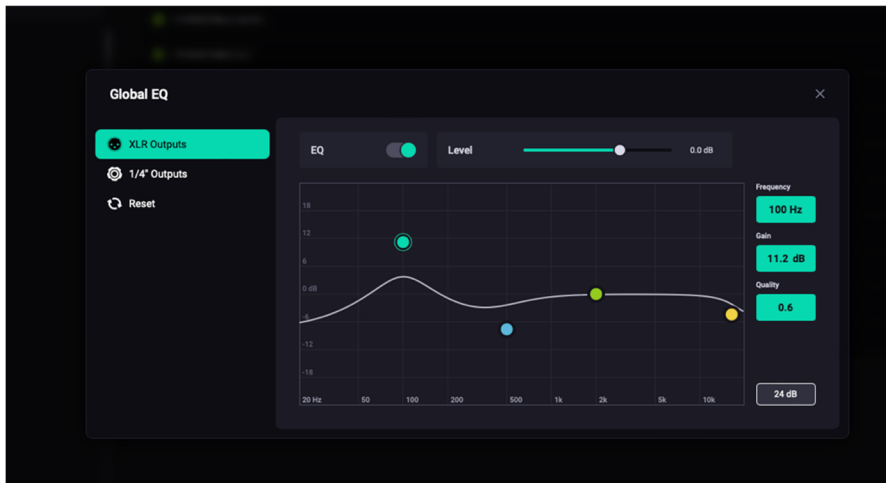 Global EQ
XLR Outputs
1/4" Outputs
Reset
EQ
Level
0.0 dB
18
12
6
0 dB
-6
-12
-18
20 Hz 50 100 200 500 1k 2k 5k 10k
Frequency
100 Hz
Gain
11.2 dB
Quality
0.6
24 dB